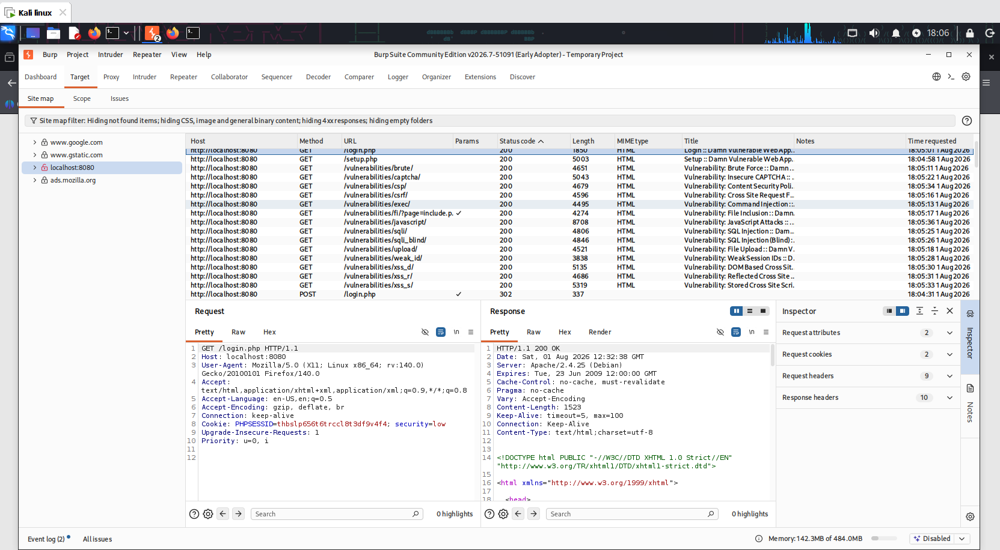 Kali linux
2
18:06
Burp Project Intruder Repeater View Help
Burp Suite Community Edition v2026.7-51091 (Early Adopter) - Temporary Project
Dashboard Target Proxy Intruder Repeater Collaborator Sequencer Decoder Comparer Logger Organizer Extensions Discover
Site map Scope Issues
Site map filter: Hiding not found items; hiding CSS, image and general binary content; hiding 4xx responses; hiding empty folders
www.google.com
www.gstatic.com
localhost:8080
ads.mozilla.org
Host Method URL Params Status code Length MIME type Title Notes Time requested
http://localhost:8080 GET /login.php 200 1850 HTML Login :: Damn Vulnerable Web App... 18:05:01 1 Aug 2026
http://localhost:8080 GET /setup.php 200 5003 HTML Setup :: Damn Vulnerable Web App... 18:04:58 1 Aug 2026
http://localhost:8080 GET /vulnerabilities/brute/ 200 4651 HTML Vulnerability: Brute Force :: Damn ... 18:05:11 1 Aug 2026
http://localhost:8080 GET /vulnerabilities/captcha/ 200 5043 HTML Vulnerability: Insecure CAPTCHA :: ... 18:05:22 1 Aug 2026
http://localhost:8080 GET /vulnerabilities/csp/ 200 4679 HTML Vulnerability: Content Security Poli... 18:05:34 1 Aug 2026
http://localhost:8080 GET /vulnerabilities/csrf/ 200 4596 HTML Vulnerability: Cross Site Request F... 18:05:16 1 Aug 2026
http://localhost:8080 GET /vulnerabilities/exec/ 200 4495 HTML Vulnerability: Command Injection ::... 18:05:13 1 Aug 2026
http://localhost:8080 GET /vulnerabilities/fi/?page=include.p... ✓ 200 4274 HTML Vulnerability: File Inclusion :: Damn... 18:05:17 1 Aug 2026
http://localhost:8080 GET /vulnerabilities/javascript/ 200 8708 HTML Vulnerability: JavaScript Attacks :: ... 18:05:36 1 Aug 2026
http://localhost:8080 GET /vulnerabilities/sqli/ 200 4806 HTML Vulnerability: SQL Injection :: Dam... 18:05:25 1 Aug 2026
http://localhost:8080 GET /vulnerabilities/sqli_blind/ 200 4846 HTML Vulnerability: SQL Injection (Blind) :... 18:05:26 1 Aug 2026
http://localhost:8080 GET /vulnerabilities/upload/ 200 4521 HTML Vulnerability: File Upload :: Damn V... 18:05:18 1 Aug 2026
http://localhost:8080 GET /vulnerabilities/weak_id/ 200 3838 HTML Vulnerability: Weak Session IDs :: D... 18:05:28 1 Aug 2026
http://localhost:8080 GET /vulnerabilities/xss_d/ 200 5135 HTML Vulnerability: DOM Based Cross Sit... 18:05:30 1 Aug 2026
http://localhost:8080 GET /vulnerabilities/xss_r/ 200 4686 HTML Vulnerability: Reflected Cross Site ... 18:05:31 1 Aug 2026
http://localhost:8080 GET /vulnerabilities/xss_s/ 200 5319 HTML Vulnerability: Stored Cross Site Scri... 18:05:33 1 Aug 2026
http://localhost:8080 POST /login.php ✓ 302 337 18:04:31 1 Aug 2026
Request
Pretty Raw Hex \n
1 GET /login.php HTTP/1.1
2 Host: localhost:8080
3 User-Agent: Mozilla/5.0 (X11; Linux x86_64; rv:140.0)
Gecko/20100101 Firefox/140.0
4 Accept:
text/html,application/xhtml+xml,application/xml;q=0.9,*/*;q=0.8
5 Accept-Language: en-US,en;q=0.5
6 Accept-Encoding: gzip, deflate, br
7 Connection: keep-alive
8 Cookie: PHPSESSID=thbslp656t6trccl8t3df9v4f4; security=low
9 Upgrade-Insecure-Requests: 1
10 Priority: u=0, i
11
12
Search 0 highlights
Response
Pretty Raw Hex Render \n
1 HTTP/1.1 200 OK
2 Date: Sat, 01 Aug 2026 12:32:38 GMT
3 Server: Apache/2.4.25 (Debian)
4 Expires: Tue, 23 Jun 2009 12:00:00 GMT
5 Cache-Control: no-cache, must-revalidate
6 Pragma: no-cache
7 Vary: Accept-Encoding
8 Content-Length: 1523
9 Keep-Alive: timeout=5, max=100
10 Connection: Keep-Alive
11 Content-Type: text/html;charset=utf-8
12
13
14 <!DOCTYPE html PUBLIC "-//W3C//DTD XHTML 1.0 Strict//EN"
"http://www.w3.org/TR/xhtml1/DTD/xhtml1-strict.dtd">
15
16 <html xmlns="http://www.w3.org/1999/xhtml">
17
18 <head>
Search 0 highlights
Inspector
Request attributes 2
Request cookies 2
Request headers 9
Response headers 10
Inspector
Notes
Event log (2) All issues
Memory: 142.3MB of 484.0MB
Disabled